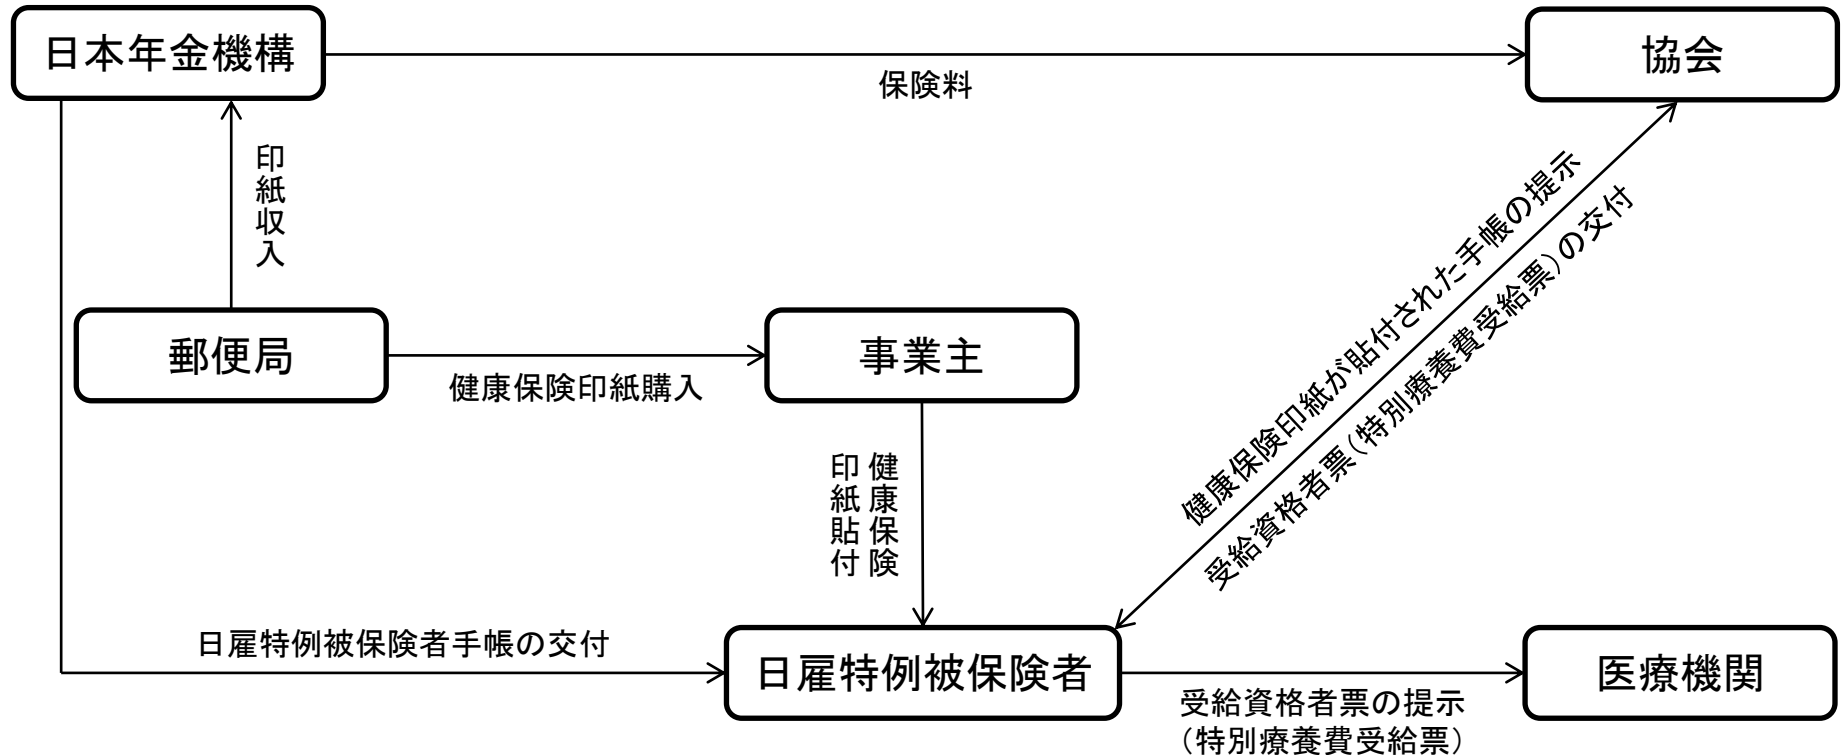 日本年金機構
協会
保険料
印紙収入
郵便局
事業主
健康保険印紙購入
健康保険
印紙貼付
健康保険印紙が貼付された手帳の提示
受給資格者票（特別療養費受給票）の交付
日雇特例被保険者手帳の交付
日雇特例被保険者
医療機関
受給資格者票の提示
（特別療養費受給票）